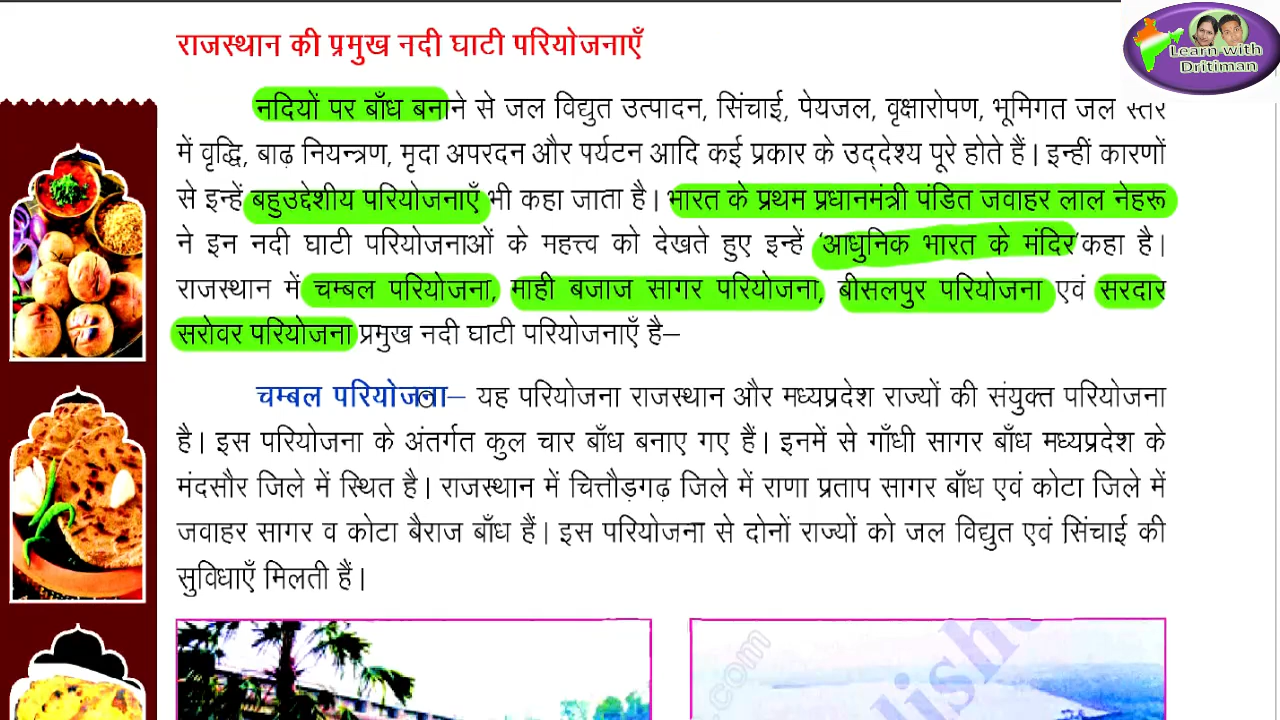 राजस्थान की प्रमुख नदी घाटी परियोजनाएँ
Learn with
Dritiman
नदियों पर बाँध बनाने से जल विद्युत उत्पादन, सिंचाई, पेयजल, वृक्षारोपण, भूमिगत जल स्तर
में वृद्धि, बाढ़ नियन्त्रण, मृदा अपरदन और पर्यटन आदि कई प्रकार के उद्देश्य पूरे होते हैं। इन्हीं कारणों
से इन्हें बहुउद्देशीय परियोजनाएँ भी कहा जाता है। भारत के प्रथम प्रधानमंत्री पंडित जवाहर लाल नेहरू
ने इन नदी घाटी परियोजनाओं के महत्त्व को देखते हुए इन्हें ‘आधुनिक भारत के मंदिर’ कहा है।
राजस्थान में चम्बल परियोजना, माही बजाज सागर परियोजना, बीसलपुर परियोजना एवं सरदार
सरोवर परियोजना प्रमुख नदी घाटी परियोजनाएँ है–
चम्बल परियोजना– यह परियोजना राजस्थान और मध्यप्रदेश राज्यों की संयुक्त परियोजना
है। इस परियोजना के अंतर्गत कुल चार बाँध बनाए गए हैं। इनमें से गाँधी सागर बाँध मध्यप्रदेश के
मंदसौर जिले में स्थित है। राजस्थान में चित्तौड़गढ़ जिले में राणा प्रताप सागर बाँध एवं कोटा जिले में
जवाहर सागर व कोटा बैराज बाँध हैं। इस परियोजना से दोनों राज्यों को जल विद्युत एवं सिंचाई की
सुविधाएँ मिलती हैं।
.com